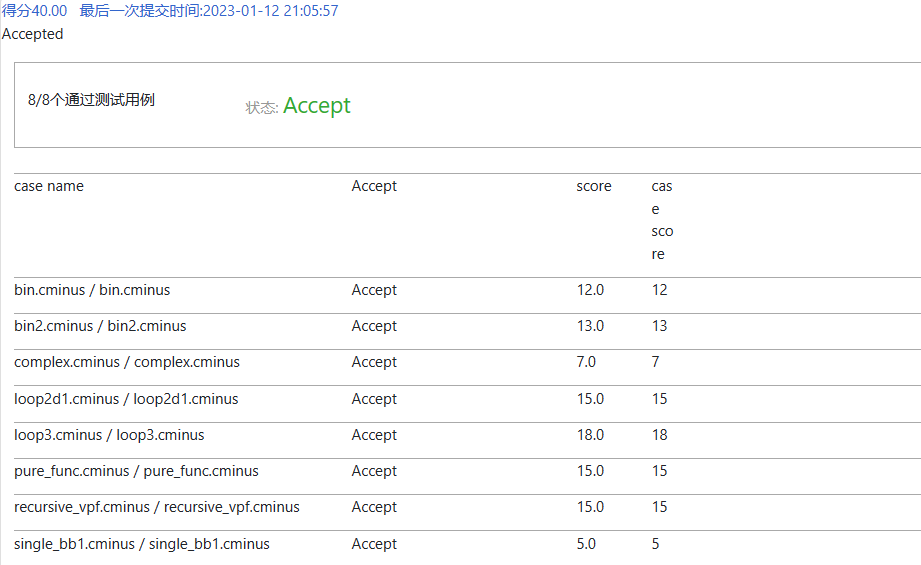 得分40.00 最后一次提交时间:2023-01-12 21:05:57
Accepted
8/8个通过测试用例 状态: Accept
case name Accept score cas
e
sco
re
bin.cminus / bin.cminus Accept 12.0 12
bin2.cminus / bin2.cminus Accept 13.0 13
complex.cminus / complex.cminus Accept 7.0 7
loop2d1.cminus / loop2d1.cminus Accept 15.0 15
loop3.cminus / loop3.cminus Accept 18.0 18
pure_func.cminus / pure_func.cminus Accept 15.0 15
recursive_vpf.cminus / recursive_vpf.cminus Accept 15.0 15
single_bb1.cminus / single_bb1.cminus Accept 5.0 5